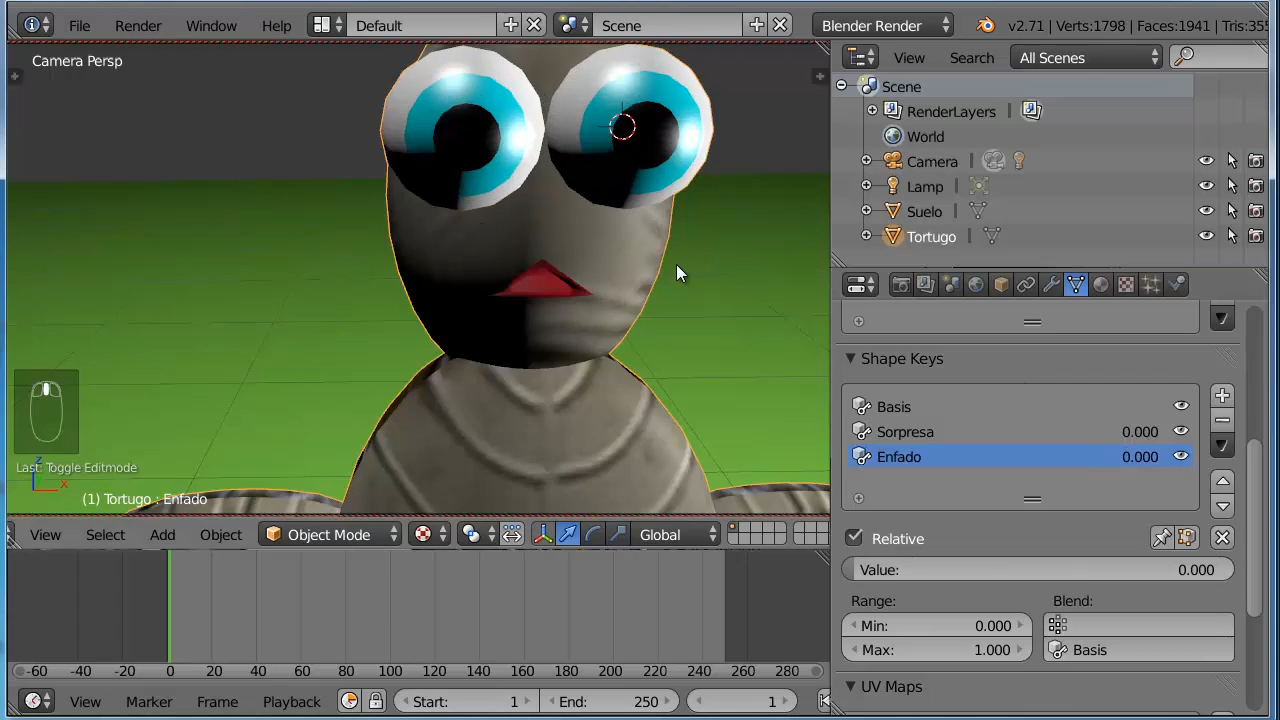 File Render Window Help Default Scene Blender Render v2.71 | Verts:1798 | Faces:1941 | Tris:355
Camera Persp
View Search All Scenes
Scene
RenderLayers
World
Camera
Lamp
Suelo
Tortugo
Shape Keys
Basis
Sorpresa 0.000
Enfado 0.000
Last: Toggle Editmode
z
x
(1) Tortugo : Enfado
View Select Add Object Object Mode Global
Relative
Value: 0.000
Range: Blend:
Min: 0.000
Max: 1.000 Basis
UV Maps
-60 -40 -20 0 20 40 60 80 100 120 140 160 180 200 220 240 260 280
View Marker Frame Playback Start: 1 End: 250 1